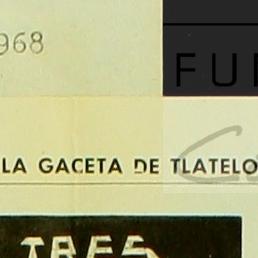 968
FU
LA GACETA DE TLATELO
TRES